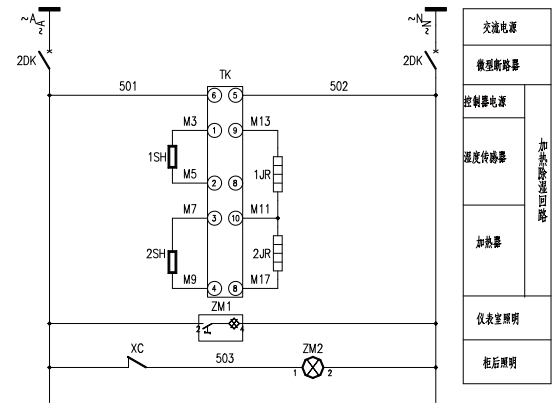 ~A
~A
~N
~N
2DK
2DK
TK
501
502
6
5
M3
M13
1
9
1SH
1JR
M5
2
8
M7
M11
3
10
2SH
2JR
M9
M17
4
8
ZM1
2
4
XC
503
ZM2
1
2
交流电源
微型断路器
控制器电源
湿度传感器
加热器
加热除湿回路
仪表室照明
柜后照明